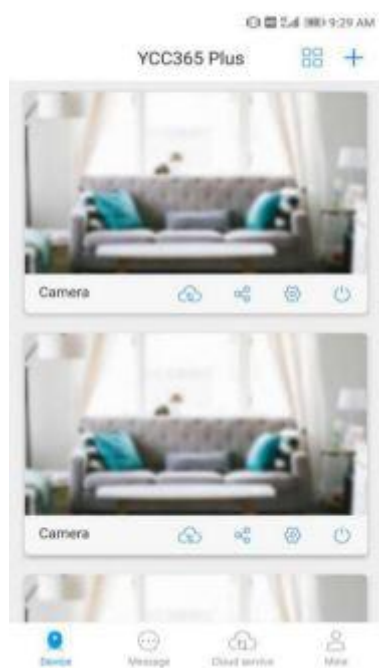 9:29 AM
YCC365 Plus
Camera
Camera
Device
Message
Cloud service
Mine